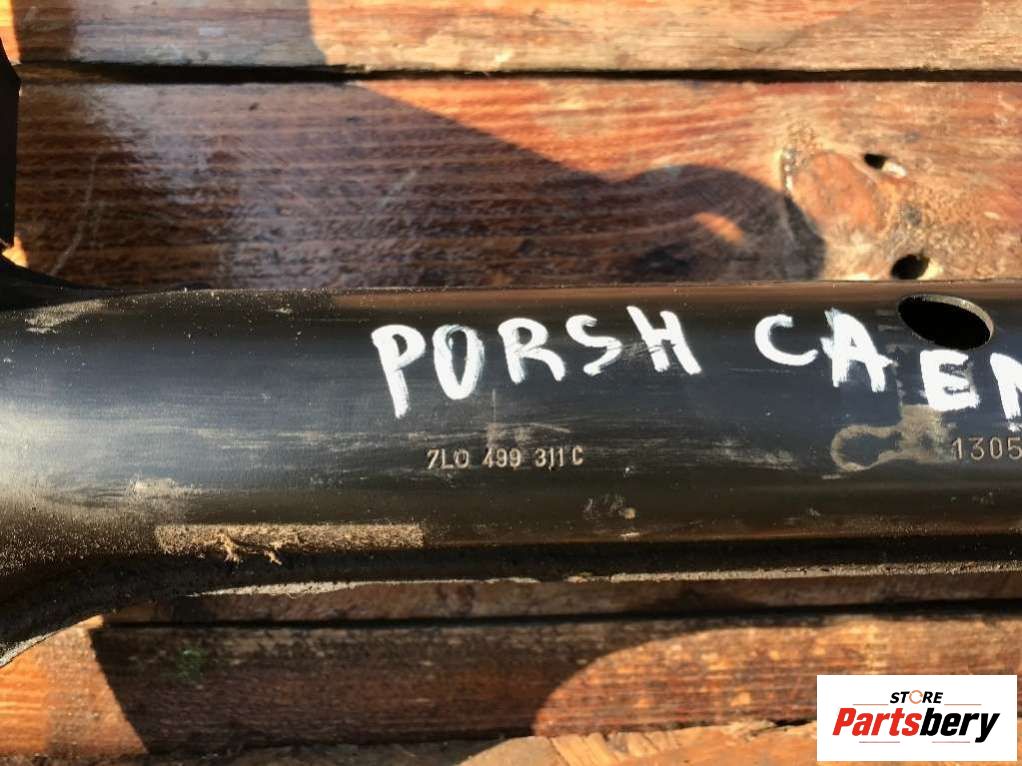 PORSH CAEN
7L0 499 311 C
1305
STORE
Partsbery